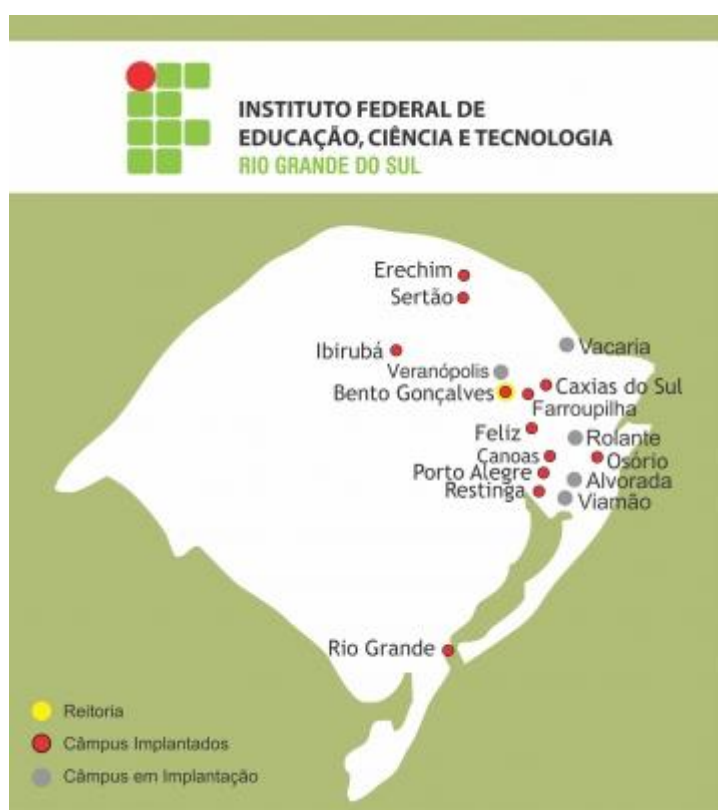 INSTITUTO FEDERAL DE
EDUCAÇÃO, CIÊNCIA E TECNOLOGIA
RIO GRANDE DO SUL
Erechim
Sertão
Ibirubá
Vacaria
Veranópolis
Bento Gonçalves
Caxias do Sul
Farroupilha
Feliz
Rolante
Canoas
Osório
Porto Alegre
Alvorada
Restinga
Viamão
Rio Grande
Reitoria
Câmpus Implantados
Câmpus em Implantação